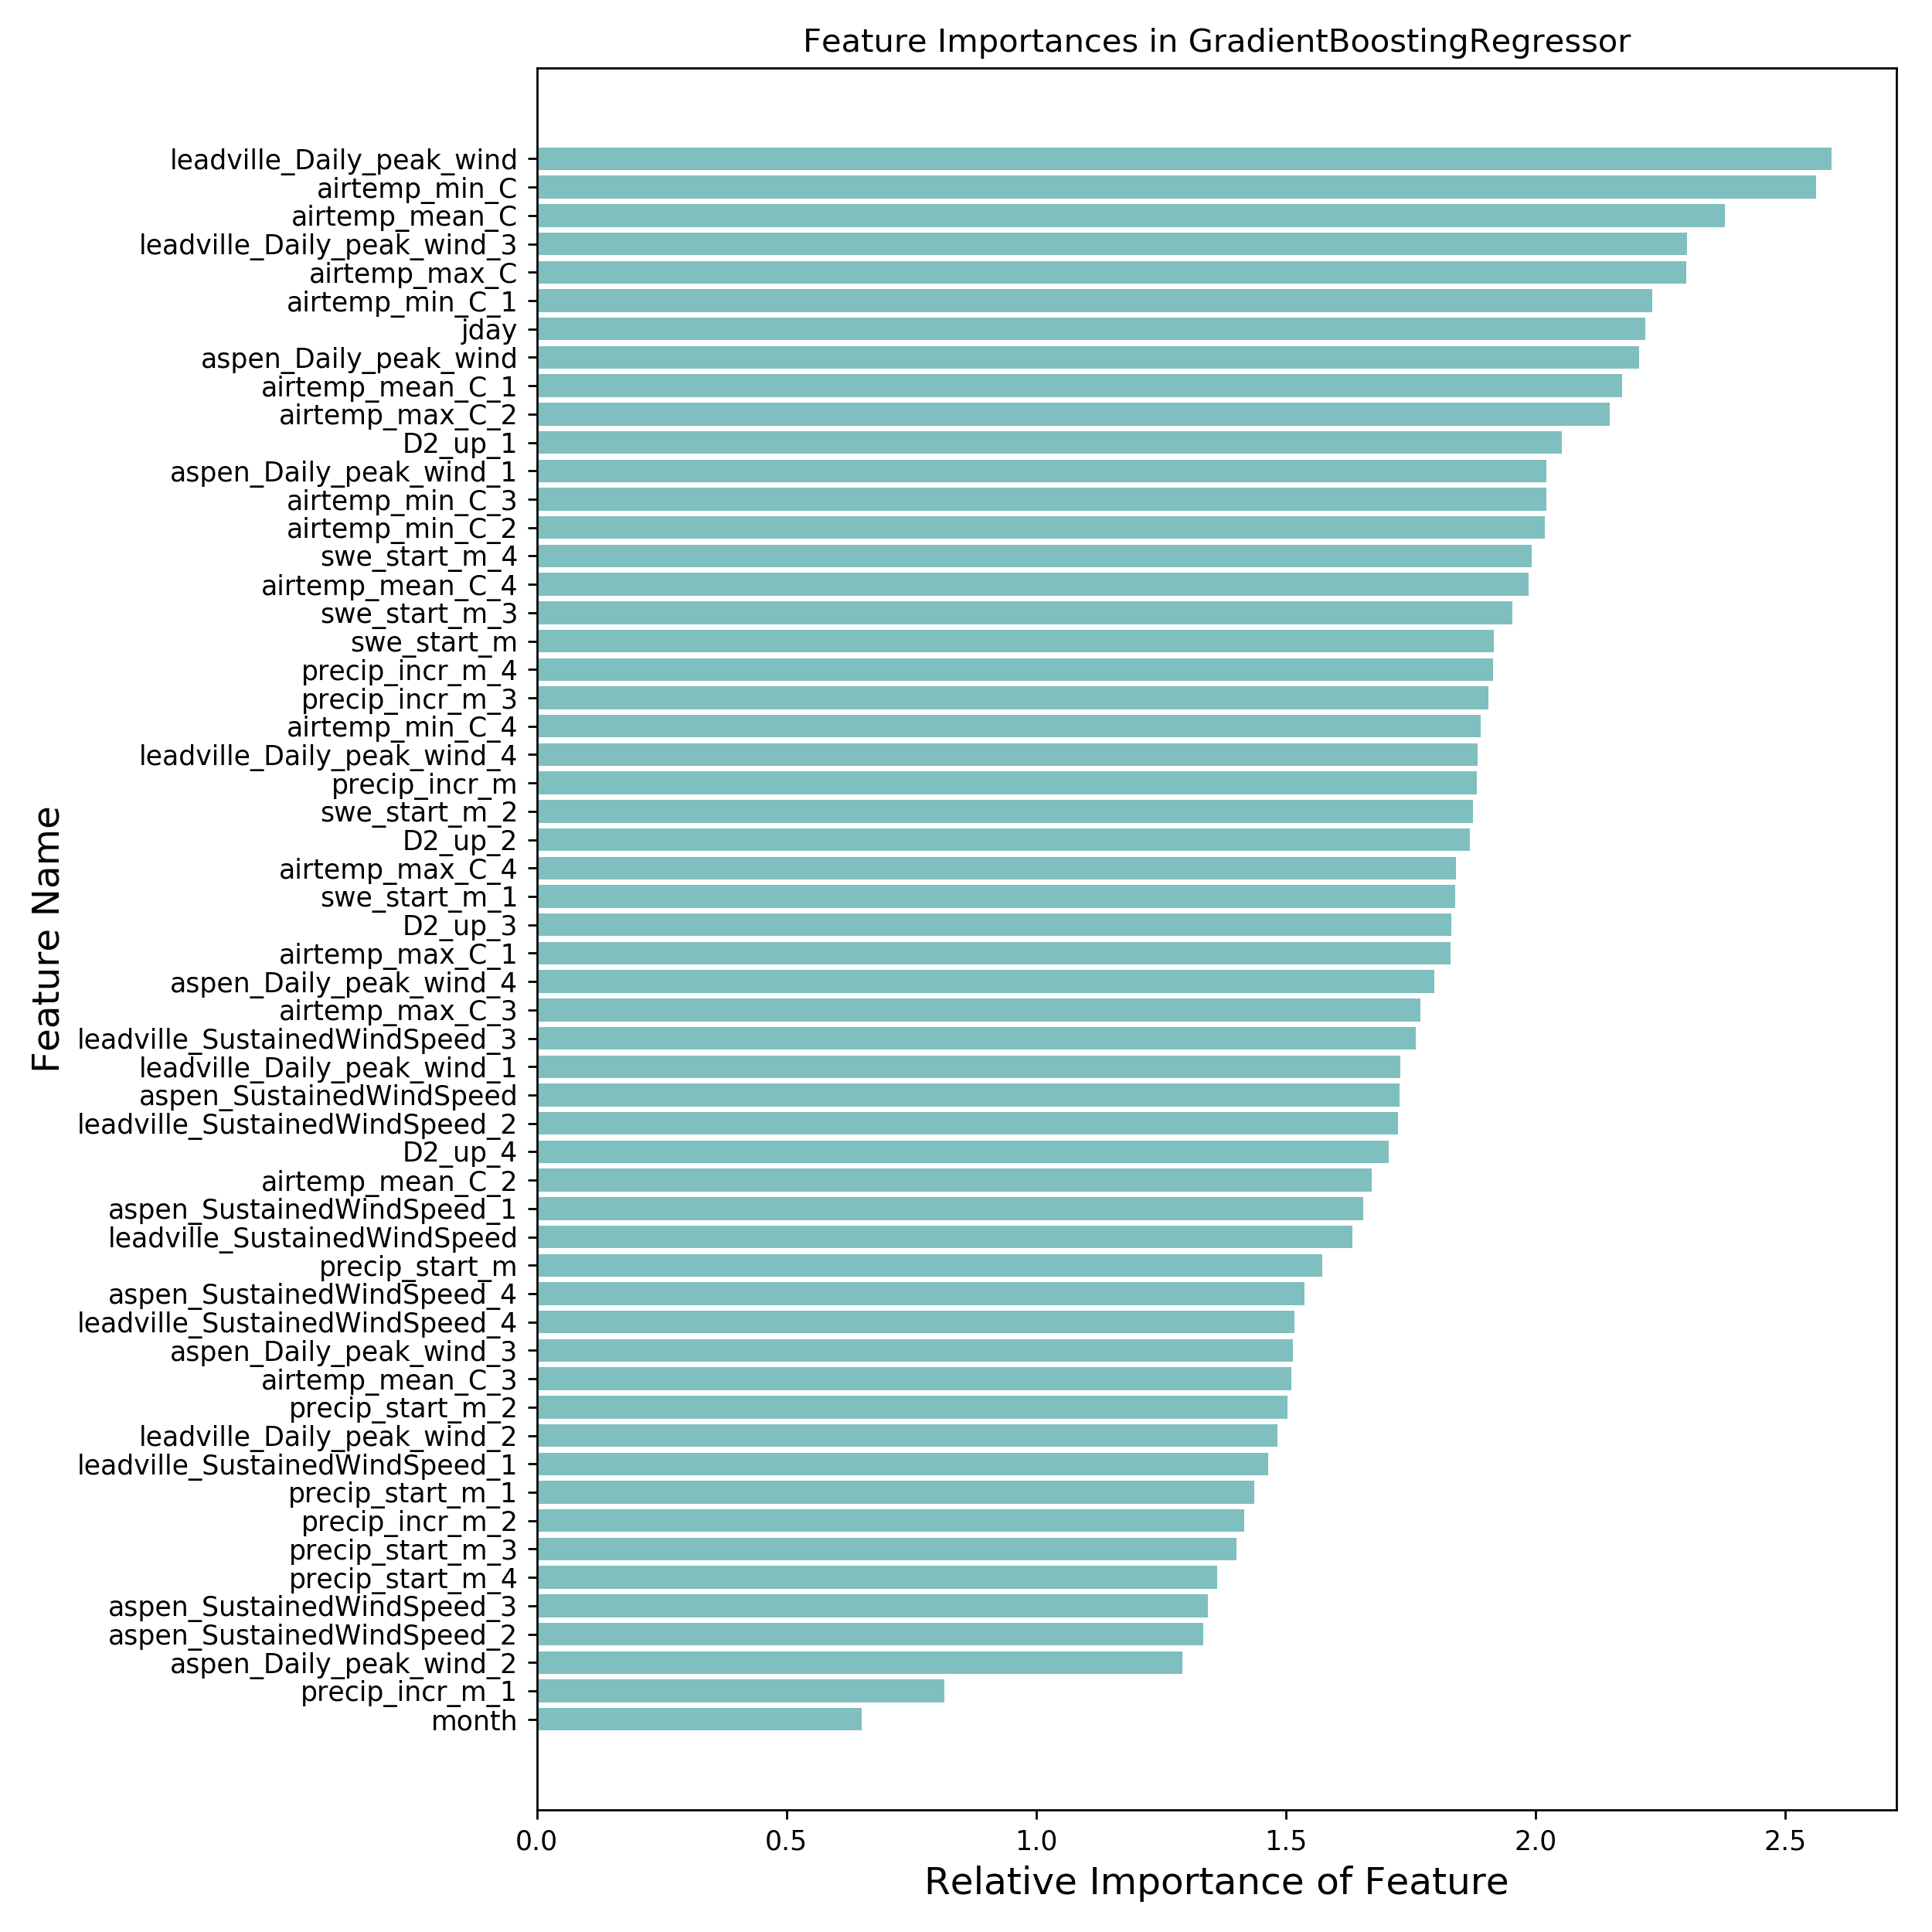 Feature Importances in GradientBoostingRegressor
leadville_Daily_peak_wind
airtemp_min_C
airtemp_mean_C
leadville_Daily_peak_wind_3
airtemp_max_C
airtemp_min_C_1
jday
aspen_Daily_peak_wind
airtemp_mean_C_1
airtemp_max_C_2
D2_up_1
aspen_Daily_peak_wind_1
airtemp_min_C_3
airtemp_min_C_2
swe_start_m_4
airtemp_mean_C_4
swe_start_m_3
swe_start_m
precip_incr_m_4
precip_incr_m_3
airtemp_min_C_4
leadville_Daily_peak_wind_4
precip_incr_m
swe_start_m_2
D2_up_2
airtemp_max_C_4
swe_start_m_1
D2_up_3
airtemp_max_C_1
aspen_Daily_peak_wind_4
airtemp_max_C_3
leadville_SustainedWindSpeed_3
leadville_Daily_peak_wind_1
aspen_SustainedWindSpeed
leadville_SustainedWindSpeed_2
D2_up_4
airtemp_mean_C_2
aspen_SustainedWindSpeed_1
leadville_SustainedWindSpeed
precip_start_m
aspen_SustainedWindSpeed_4
leadville_SustainedWindSpeed_4
aspen_Daily_peak_wind_3
airtemp_mean_C_3
precip_start_m_2
leadville_Daily_peak_wind_2
leadville_SustainedWindSpeed_1
precip_start_m_1
precip_incr_m_2
precip_start_m_3
precip_start_m_4
aspen_SustainedWindSpeed_3
aspen_SustainedWindSpeed_2
aspen_Daily_peak_wind_2
precip_incr_m_1
month
Feature Name
0.0 0.5 1.0 1.5 2.0 2.5
Relative Importance of Feature